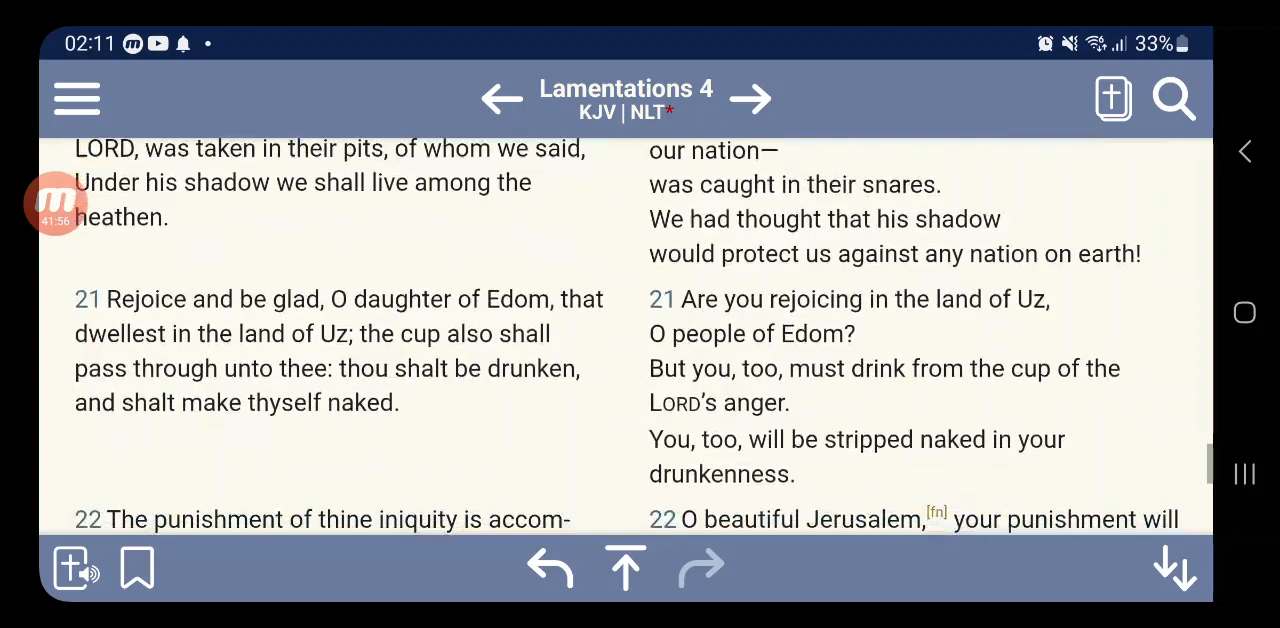 02:11
33%
Lamentations 4
KJV | NLT*
m
41:56
LORD, was taken in their pits, of whom we said,
Under his shadow we shall live among the
heathen.
21 Rejoice and be glad, O daughter of Edom, that
dwellest in the land of Uz; the cup also shall
pass through unto thee: thou shalt be drunken,
and shalt make thyself naked.
22 The punishment of thine iniquity is accom-
our nation—
was caught in their snares.
We had thought that his shadow
would protect us against any nation on earth!
21 Are you rejoicing in the land of Uz,
O people of Edom?
But you, too, must drink from the cup of the
LORD’s anger.
You, too, will be stripped naked in your
drunkenness.
22 O beautiful Jerusalem,[fn] your punishment will